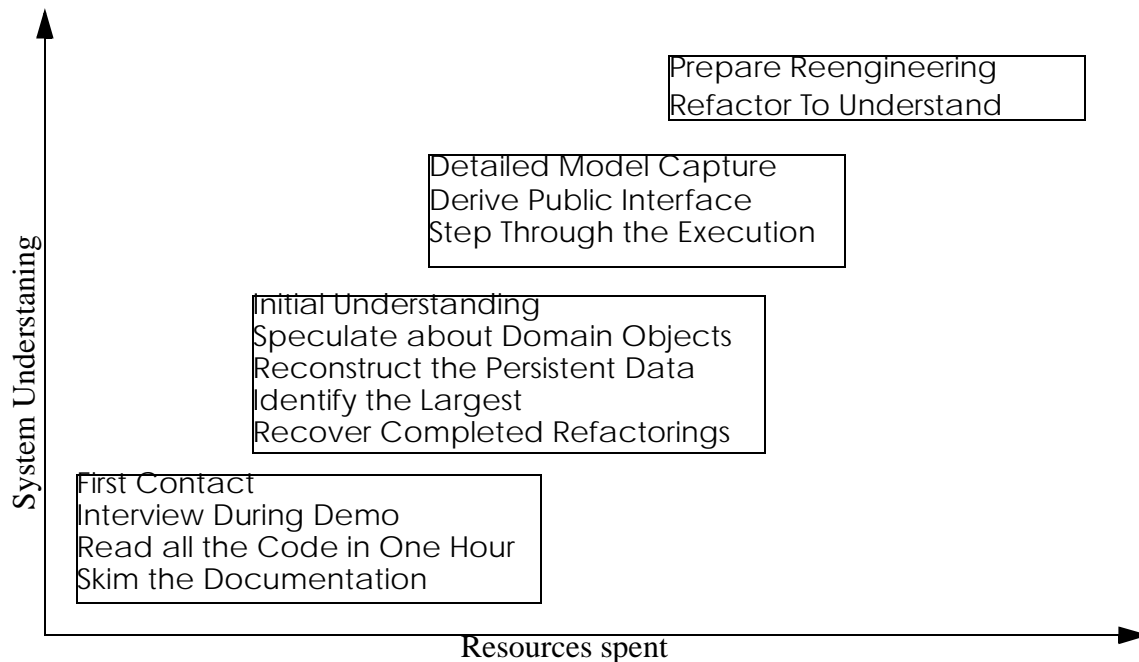 Prepare Reengineering
Refactor To Understand
Detailed Model Capture
Derive Public Interface
Step Through the Execution
Initial Understanding
Speculate about Domain Objects
Reconstruct the Persistent Data
Identify the Largest
Recover Completed Refactorings
First Contact
Interview During Demo
Read all the Code in One Hour
Skim the Documentation
System Understaning
Resources spent